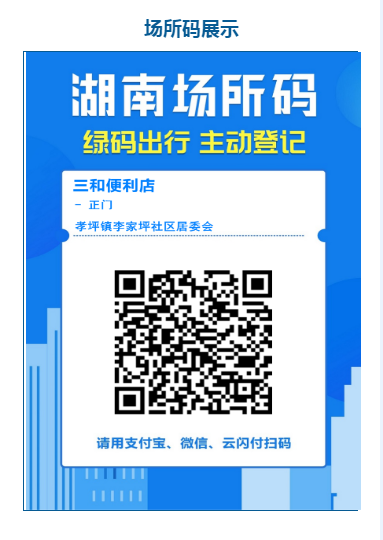 场所码展示
湖南场所码
绿码出行 主动登记
三和便利店
- 正门
孝坪镇李家坪社区居委会
请用支付宝、微信、云闪付扫码